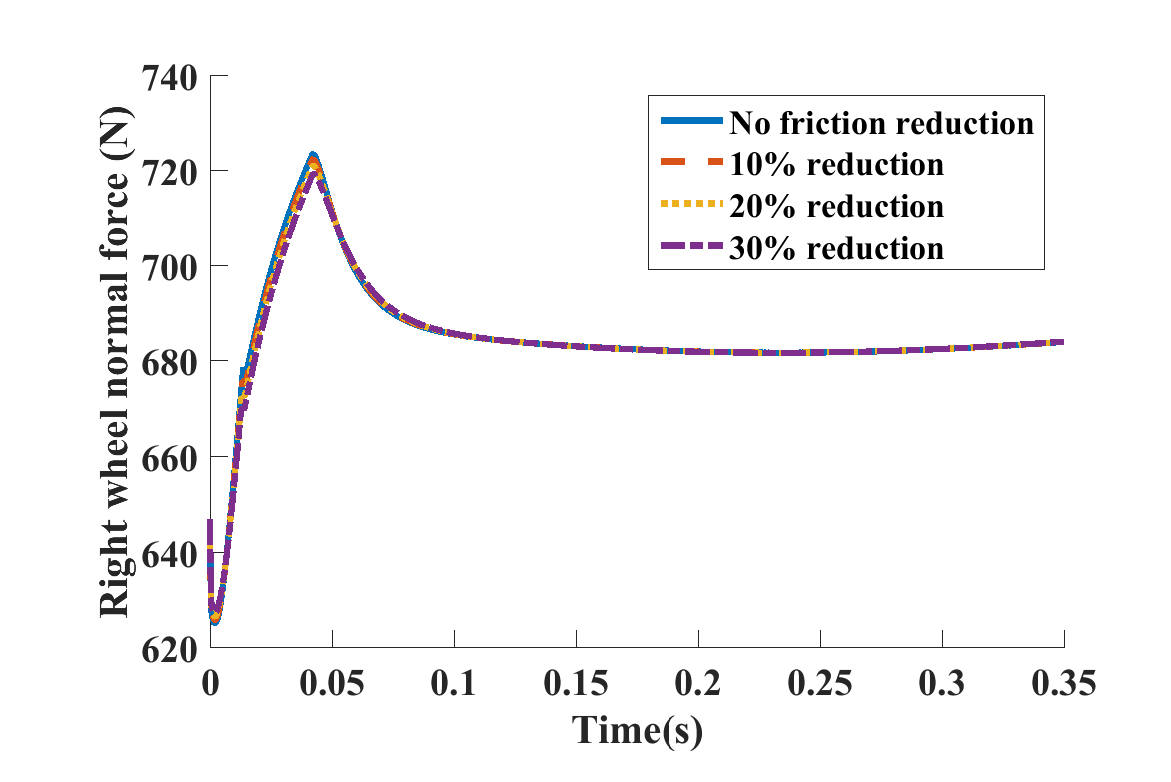 Right wheel normal force (N)
740
720
700
680
660
640
620
No friction reduction
10% reduction
20% reduction
30% reduction
0 0.05 0.1 0.15 0.2 0.25 0.3 0.35
Time(s)